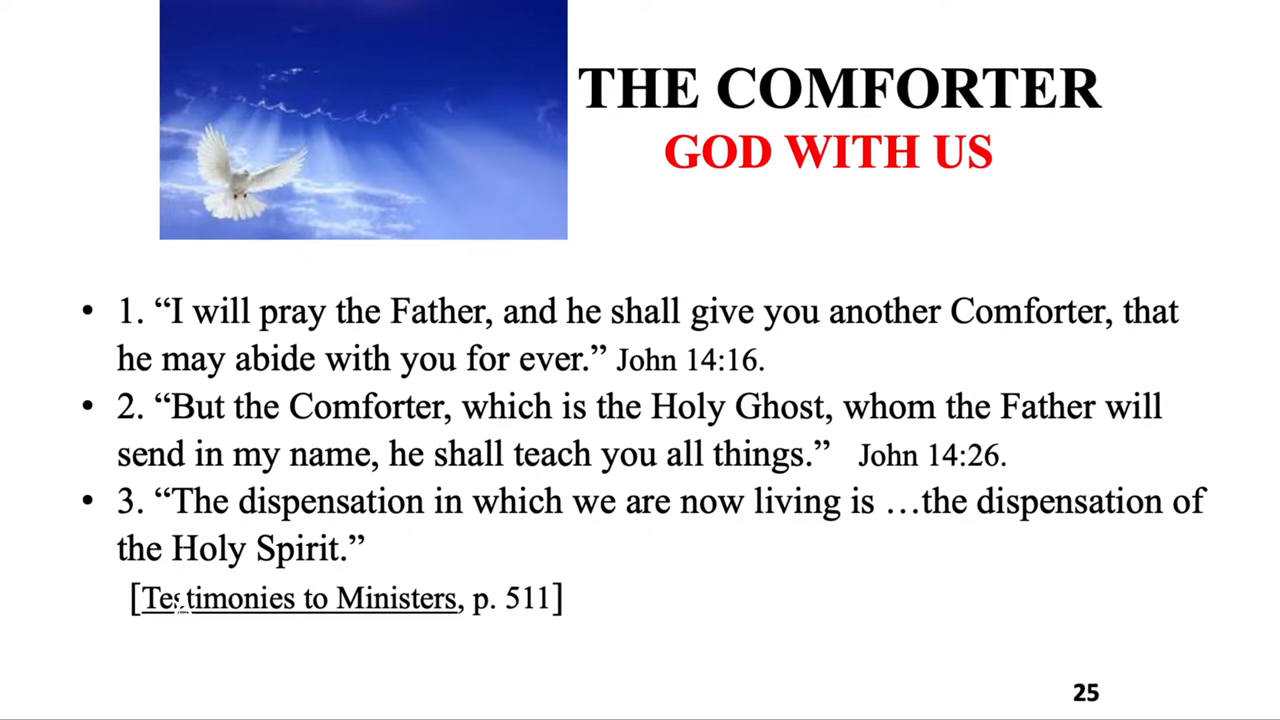 THE COMFORTER
GOD WITH US
• 1. “I will pray the Father, and he shall give you another Comforter, that
he may abide with you for ever.” John 14:16.
• 2. “But the Comforter, which is the Holy Ghost, whom the Father will
send in my name, he shall teach you all things.” John 14:26.
• 3. “The dispensation in which we are now living is …the dispensation of
the Holy Spirit.”
[Testimonies to Ministers, p. 511]
25